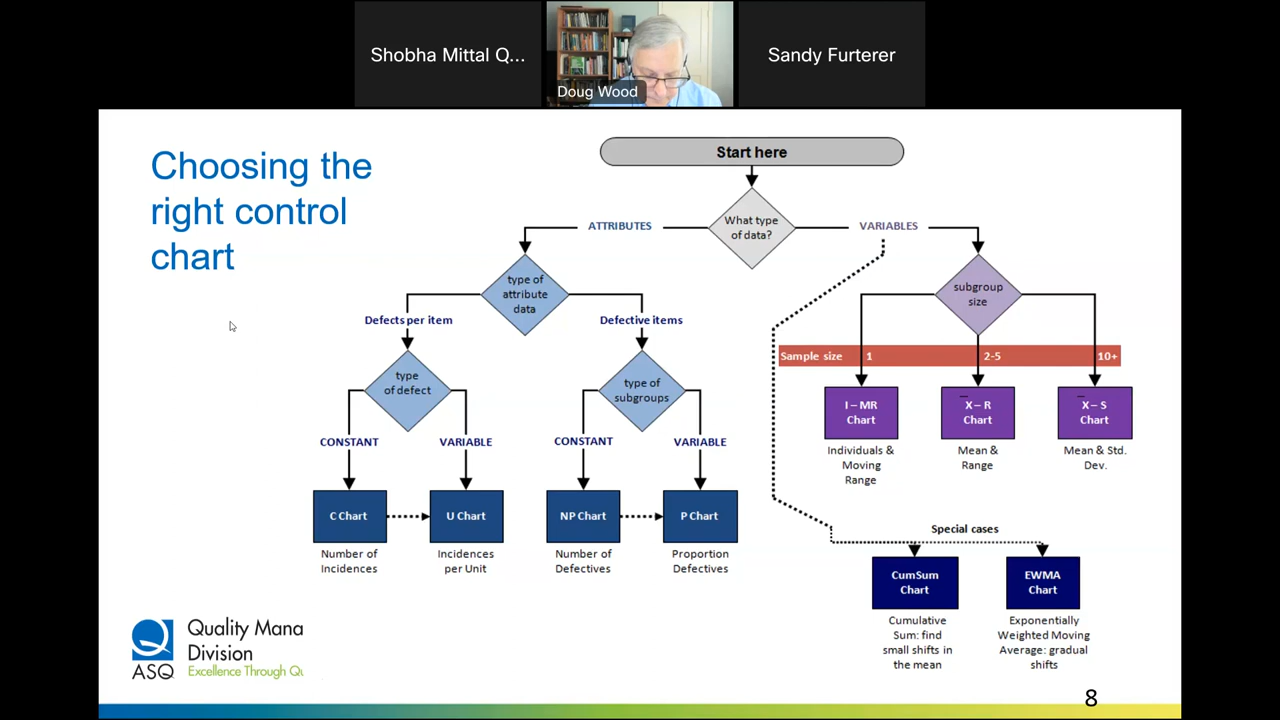 Shobha Mittal Q...
Doug Wood
Sandy Furterer
Choosing the
right control
chart
Start here
What type
of data?
ATTRIBUTES
VARIABLES
type of
attribute
data
subgroup
size
Defects per item
Defective items
Sample size
1
2-5
10+
type
of defect
type of
subgroups
I – MR
Chart
X – R
Chart
X – S
Chart
Individuals &
Moving
Range
Mean &
Range
Mean & Std.
Dev.
CONSTANT
VARIABLE
CONSTANT
VARIABLE
C Chart
U Chart
NP Chart
P Chart
Number of
Incidences
Incidences
per Unit
Number of
Defectives
Proportion
Defectives
Special cases
CumSum
Chart
EWMA
Chart
Cumulative
Sum: find
small shifts in
the mean
Exponentially
Weighted Moving
Average: gradual
shifts
ASQ
Quality Mana
Division
Excellence Through Qu
8